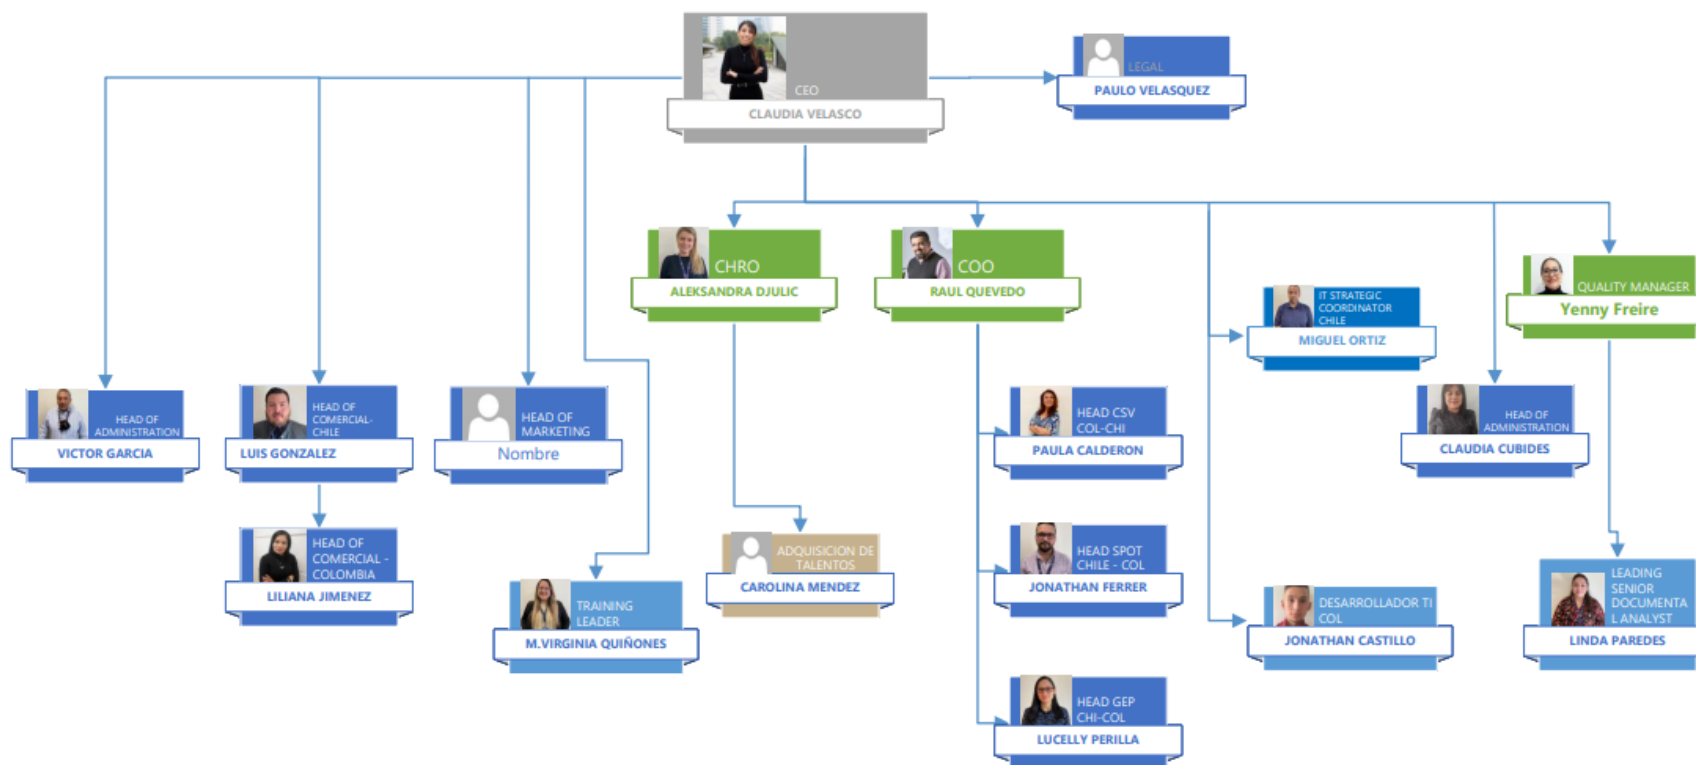 CEO
CLAUDIA VELASCO
LEGAL
PAULO VELASQUEZ
CHRO
ALEKSANDRA DJULIC
COO
RAUL QUEVEDO
IT STRATEGIC
COORDINATOR
CHILE
MIGUEL ORTIZ
QUALITY MANAGER
Yenny Freire
HEAD OF
ADMINISTRATION
VICTOR GARCIA
HEAD OF
COMERCIAL-
CHILE
LUIS GONZALEZ
HEAD OF
MARKETING
Nombre
HEAD CSV
COL-CHI
PAULA CALDERON
HEAD OF
ADMINISTRATION
CLAUDIA CUBIDES
HEAD OF
COMERCIAL -
COLOMBIA
LILIANA JIMENEZ
TRAINING
LEADER
M.VIRGINIA QUIÑONES
ADQUISICION DE
TALENTOS
CAROLINA MENDEZ
HEAD SPOT
CHILE - COL
JONATHAN FERRER
DESARROLLADOR TI
COL
JONATHAN CASTILLO
LEADING
SENIOR
DOCUMENTA
L ANALYST
LINDA PAREDES
HEAD GEP
CHI-COL
LUCELLY PERILLA